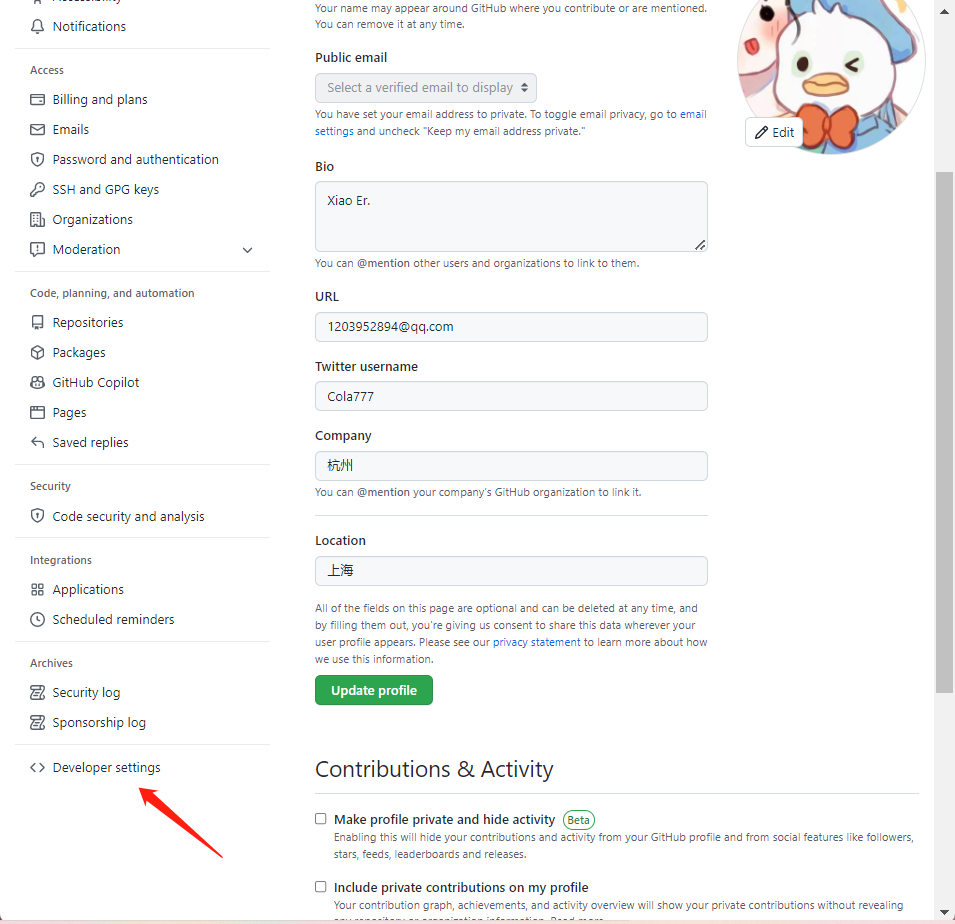 Accessibility
Notifications
Access
Billing and plans
Emails
Password and authentication
SSH and GPG keys
Organizations
Moderation
Code, planning, and automation
Repositories
Packages
GitHub Copilot
Pages
Saved replies
Security
Code security and analysis
Integrations
Applications
Scheduled reminders
Archives
Security log
Sponsorship log
Developer settings
Your name may appear around GitHub where you contribute or are mentioned.
You can remove it at any time.
Public email
Select a verified email to display
You have set your email address to private. To toggle email privacy, go to email
settings and uncheck "Keep my email address private."
Bio
Xiao Er.
You can @mention other users and organizations to link to them.
URL
1203952894@qq.com
Twitter username
Cola777
Company
杭州
You can @mention your company's GitHub organization to link it.
Location
上海
All of the fields on this page are optional and can be deleted at any time, and
by filling them out, you're giving us consent to share this data wherever your
user profile appears. Please see our privacy statement to learn more about how
we use this information.
Update profile
Edit
Contributions & Activity
Make profile private and hide activity Beta
Enabling this will hide your contributions and activity from your GitHub profile and from social features like followers,
stars, feeds, leaderboards and releases.
Include private contributions on my profile
Your contribution graph, achievements, and activity overview will show your private contributions without revealing
any repository or organization information. Read more